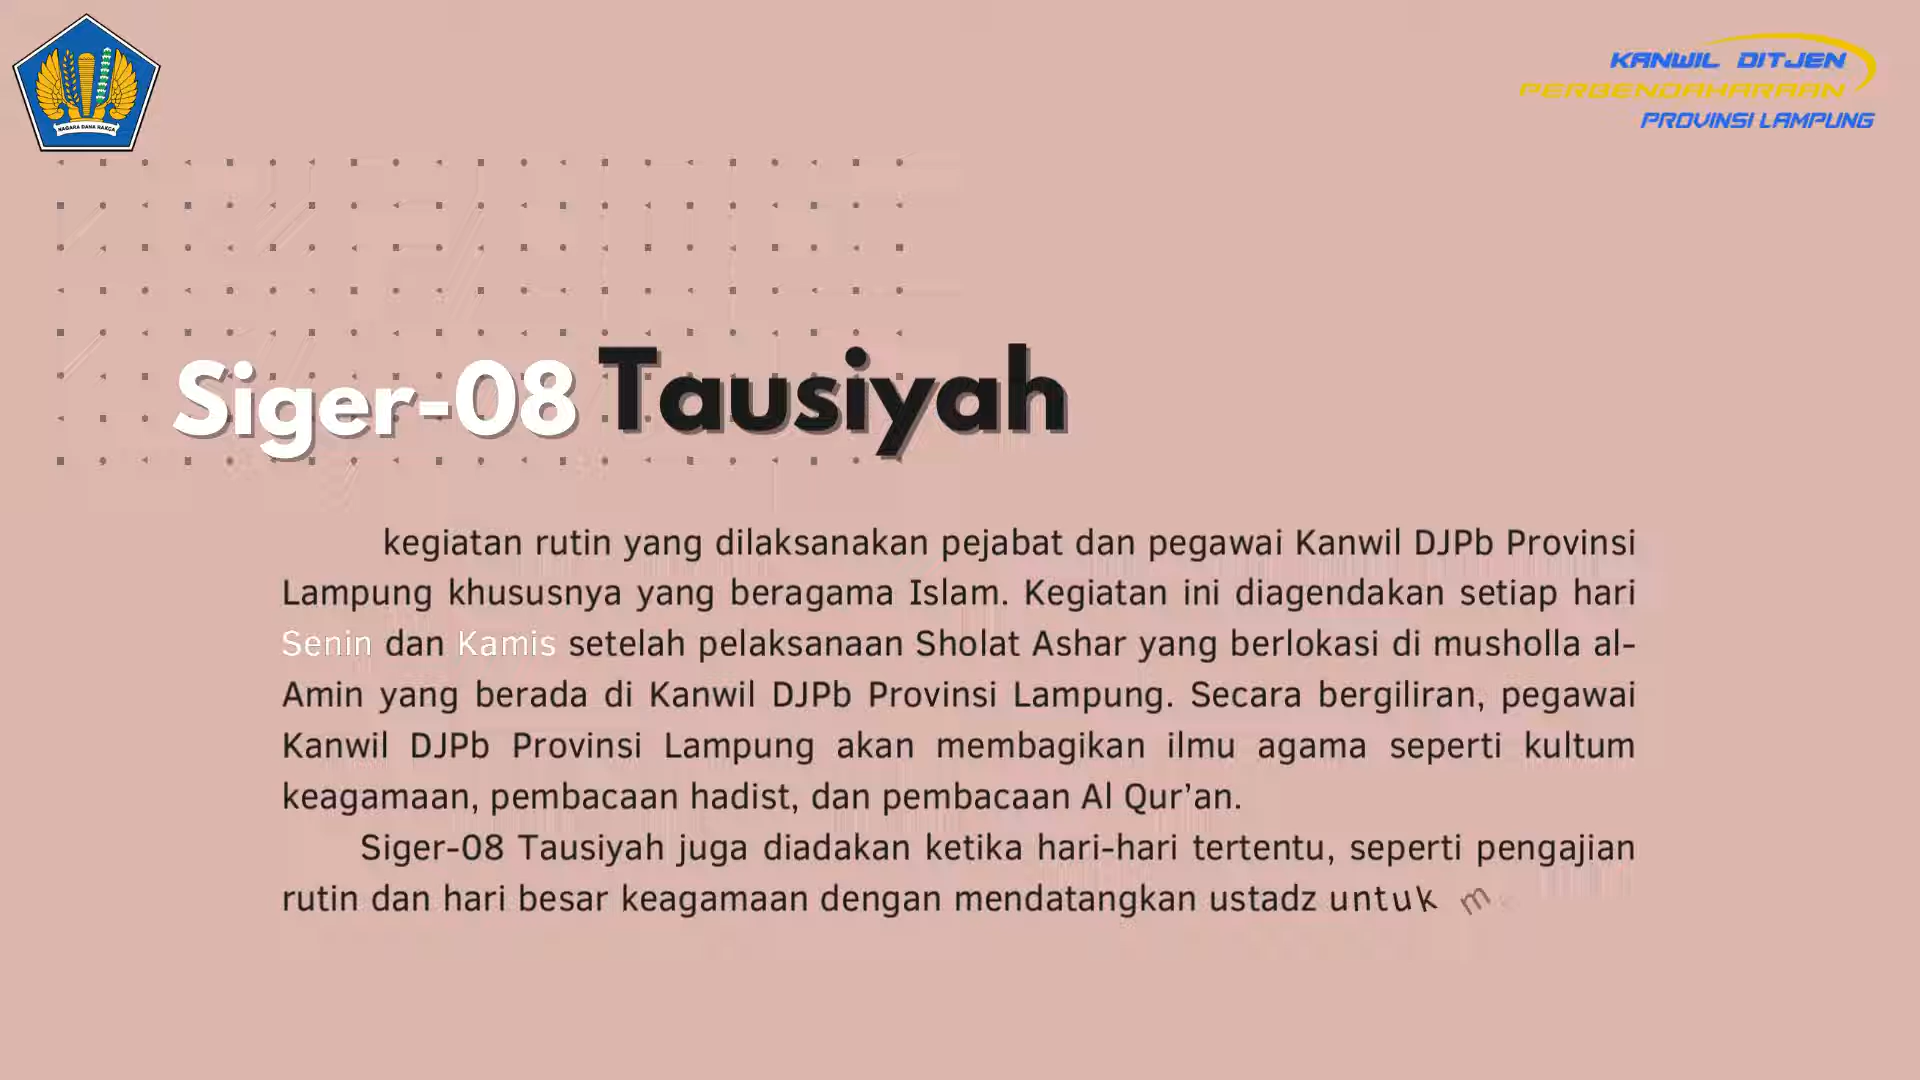 NAGARA DANA RAKÇA
KANWIL DITJEN
PERBENDAHARAAN
PROVINSI LAMPUNG
Siger-08 Tausiyah
kegiatan rutin yang dilaksanakan pejabat dan pegawai Kanwil DJPb Provinsi
Lampung khususnya yang beragama Islam. Kegiatan ini diagendakan setiap hari
Senin dan Kamis setelah pelaksanaan Sholat Ashar yang berlokasi di musholla al-
Amin yang berada di Kanwil DJPb Provinsi Lampung. Secara bergiliran, pegawai
Kanwil DJPb Provinsi Lampung akan membagikan ilmu agama seperti kultum
keagamaan, pembacaan hadist, dan pembacaan Al Qur’an.
Siger-08 Tausiyah juga diadakan ketika hari-hari tertentu, seperti pengajian
rutin dan hari besar keagamaan dengan mendatangkan ustadz untuk m